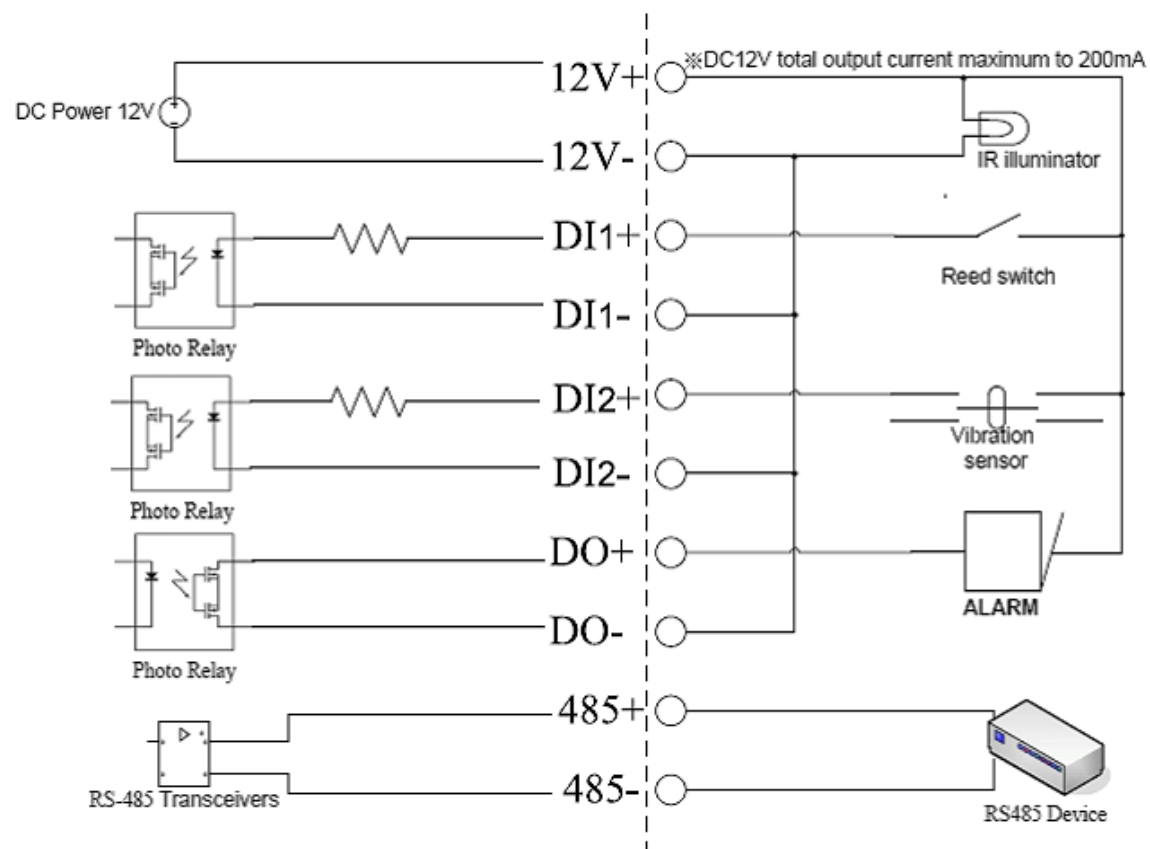 ※DC12V total output current maximum to 200mA
12V+
DC Power 12V
12V-
IR illuminator
DI1+
Reed switch
DI1-
Photo Relay
DI2+
Vibration
sensor
DI2-
Photo Relay
DO+
ALARM
DO-
Photo Relay
485+
485-
RS-485 Transceivers
RS485 Device